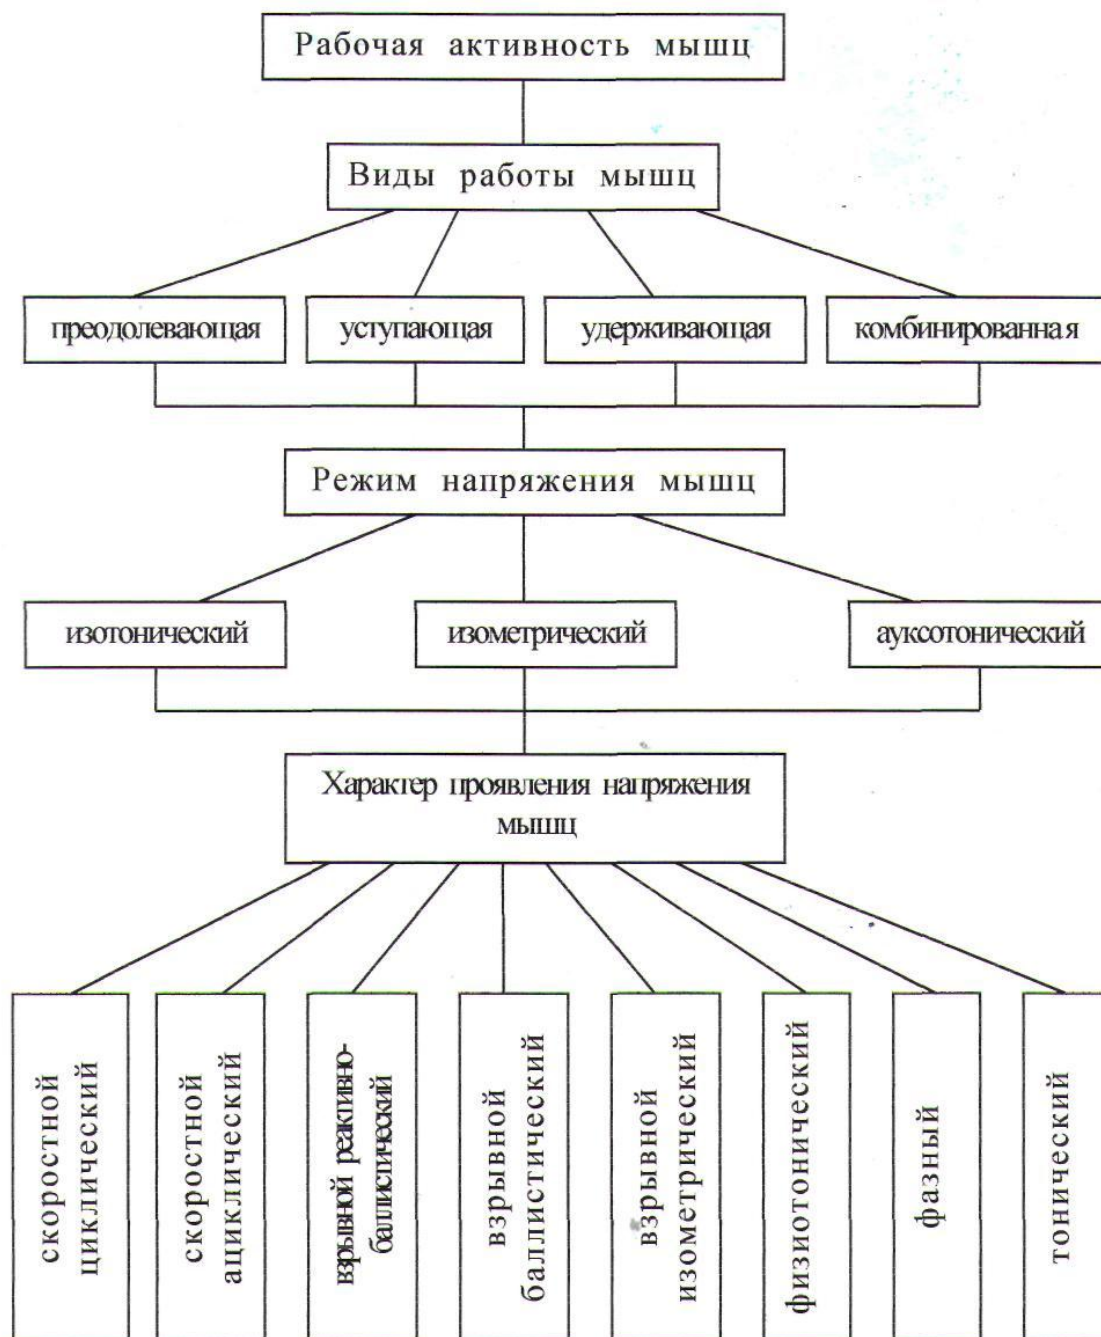 Рабочая активность мышц
Виды работы мышц
преодолевающая
уступающая
удерживающая
комбинированная
Режим напряжения мышц
изотонический
изометрический
ауксотонический
Характер проявления напряжения
мышц
скоростной
циклический
скоростной
ациклический
взрывной реактивно-
баллистический
взрывной
баллистический
взрывной
изометрический
физиотонический
фазный
тонический